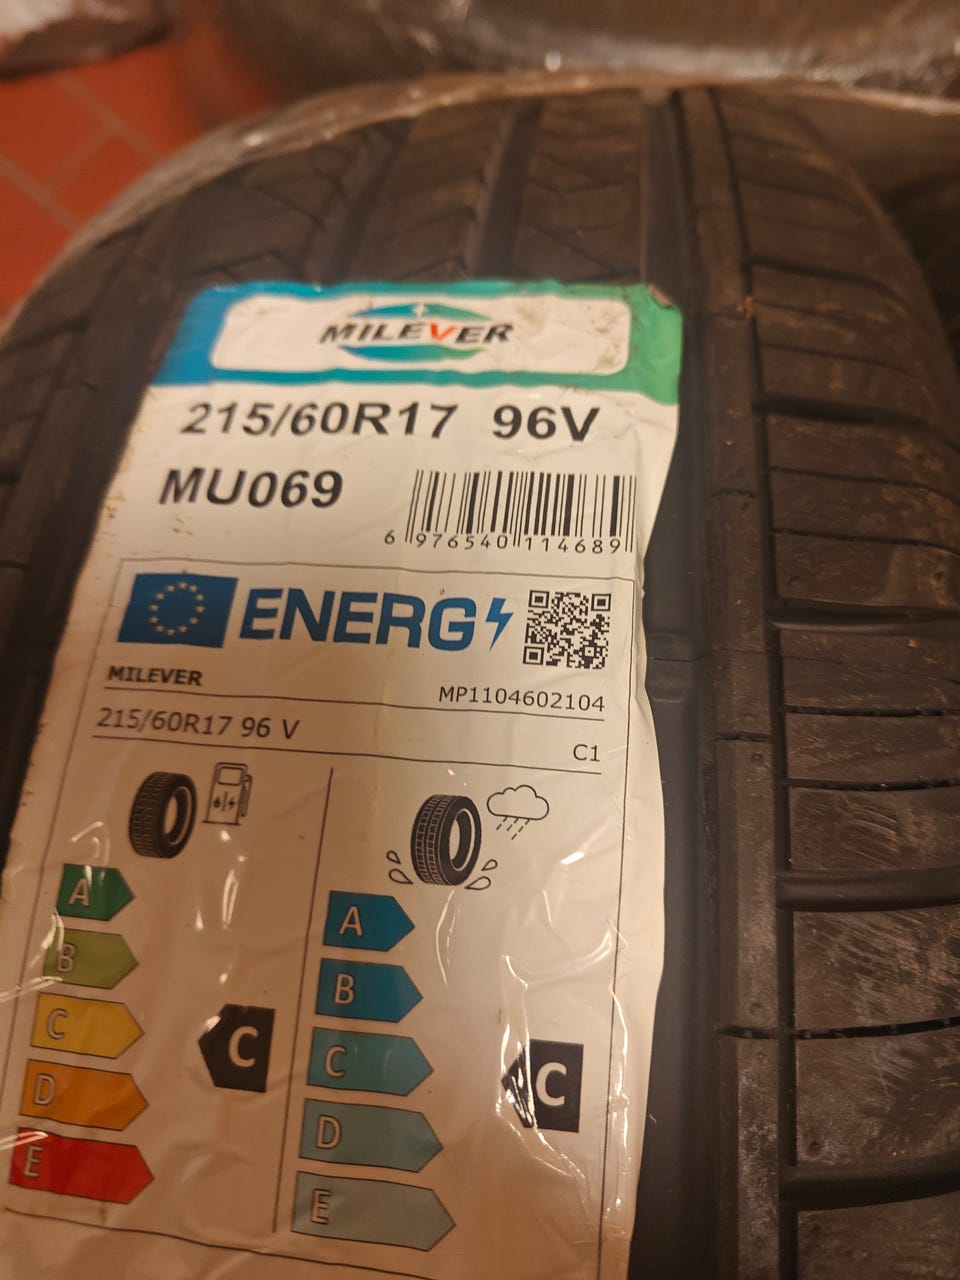 MILEVER
215/60R17 96V
MU069
6 976540 114689
ENERG
MILEVER
MP1104602104
215/60R17 96 V
C1
A
B
C
D
E
C
A
B
C
D
E
C